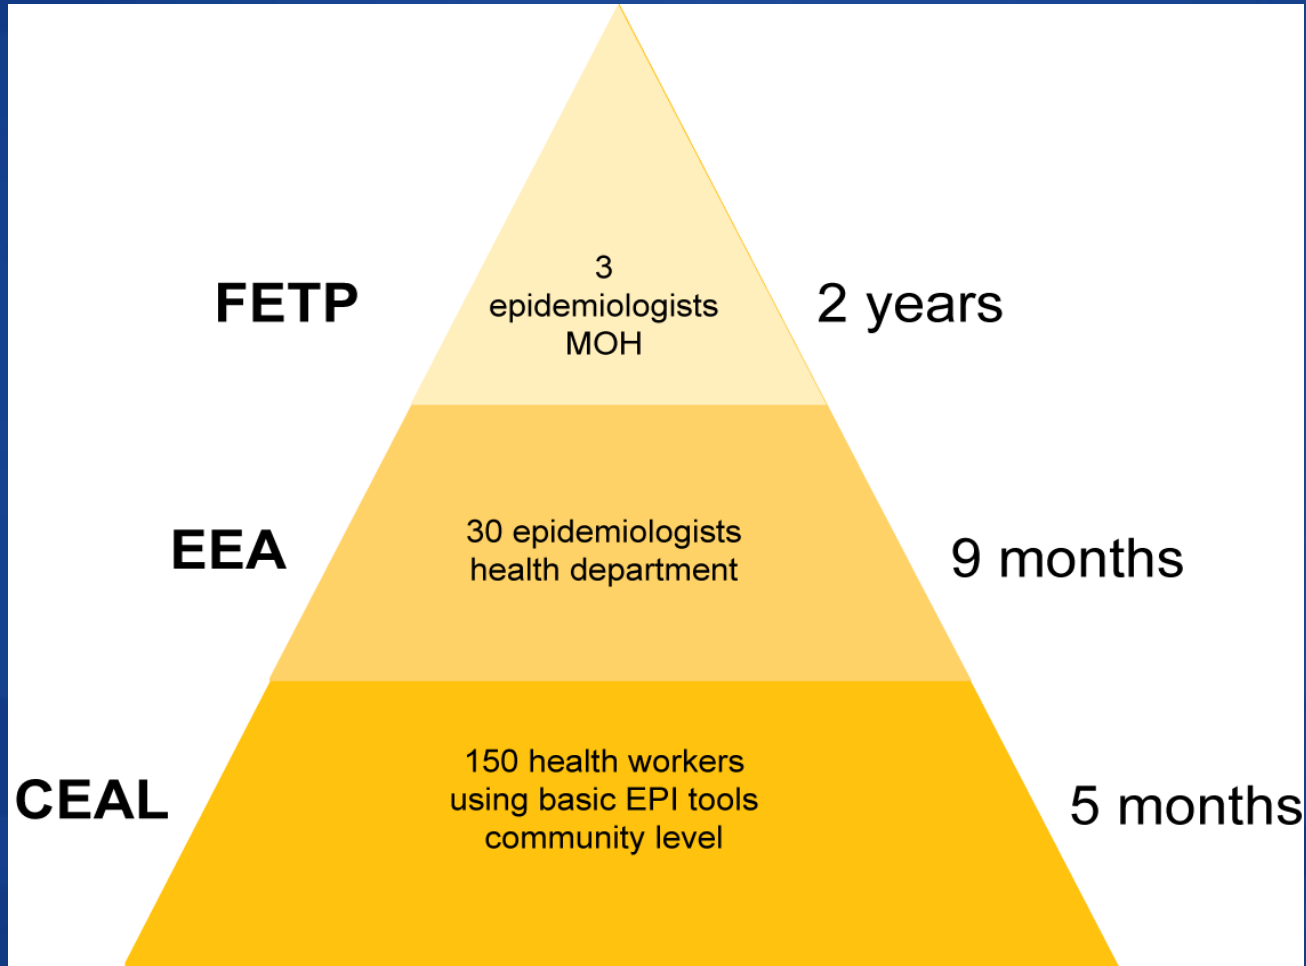 3
epidemiologists
MOH
FETP
2 years
30 epidemiologists
health department
EEA
9 months
150 health workers
using basic EPI tools
community level
CEAL
5 months